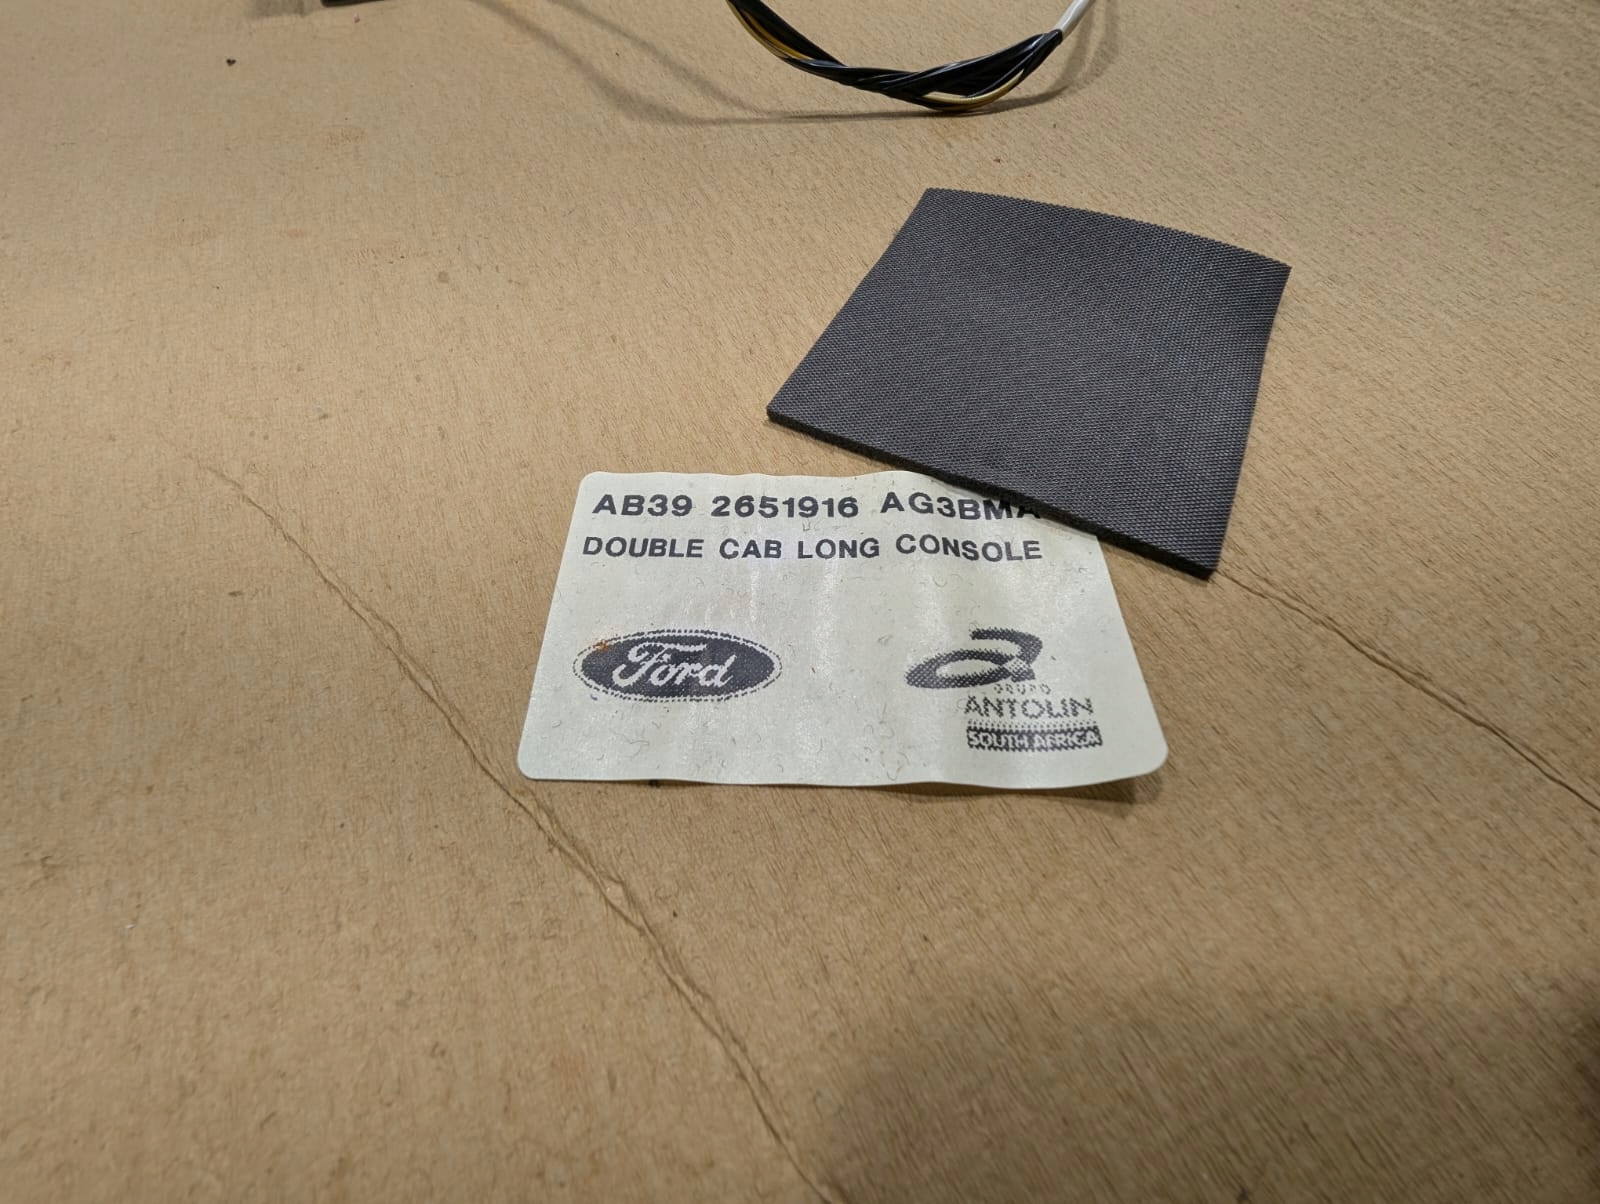 AB39 2651916 AG3BMA
DOUBLE CAB LONG CONSOLE
Ford
GRUPO
ANTOLIN
SOUTH AFRICA